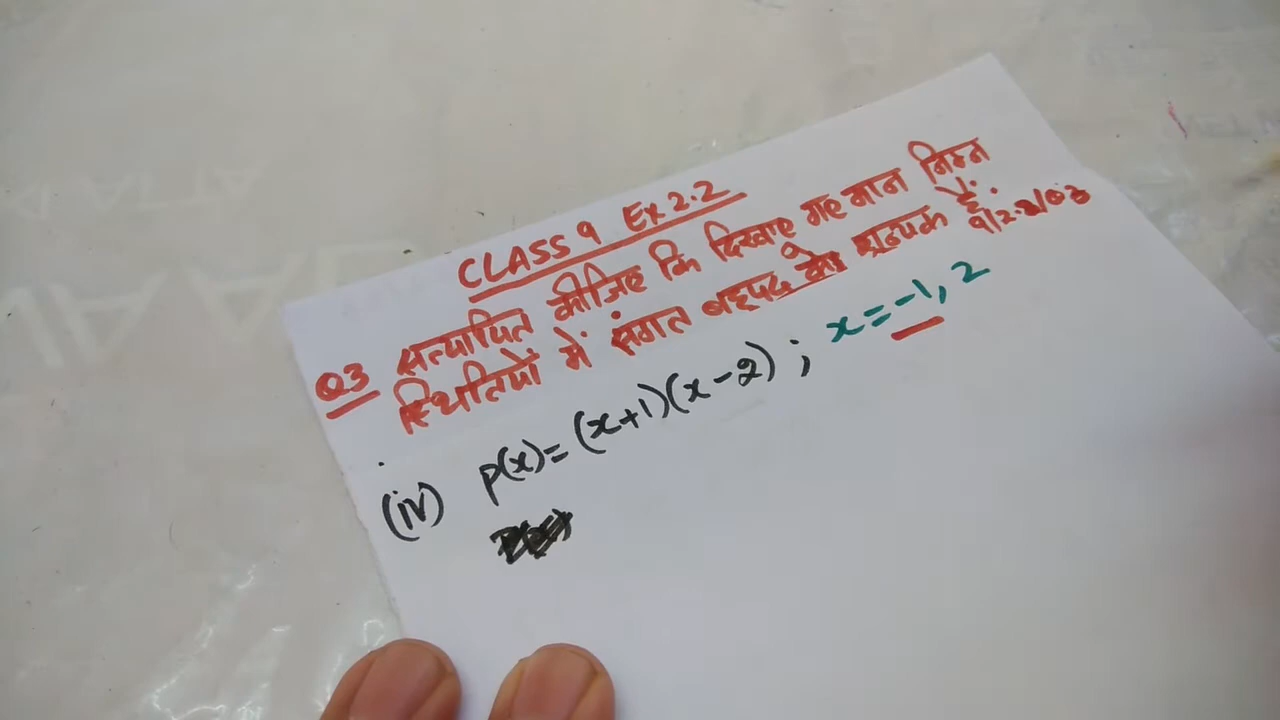 CLASS 9 Ex 2.2
Q3 सत्यापित कीजिए कि दिखाए गए मान निम्न
स्थितियों में संगत बहुपद के शून्यक हैं. 9/2.2/Q3
(iv) p(x)=(x+1)(x-2) ; x=-1, 2